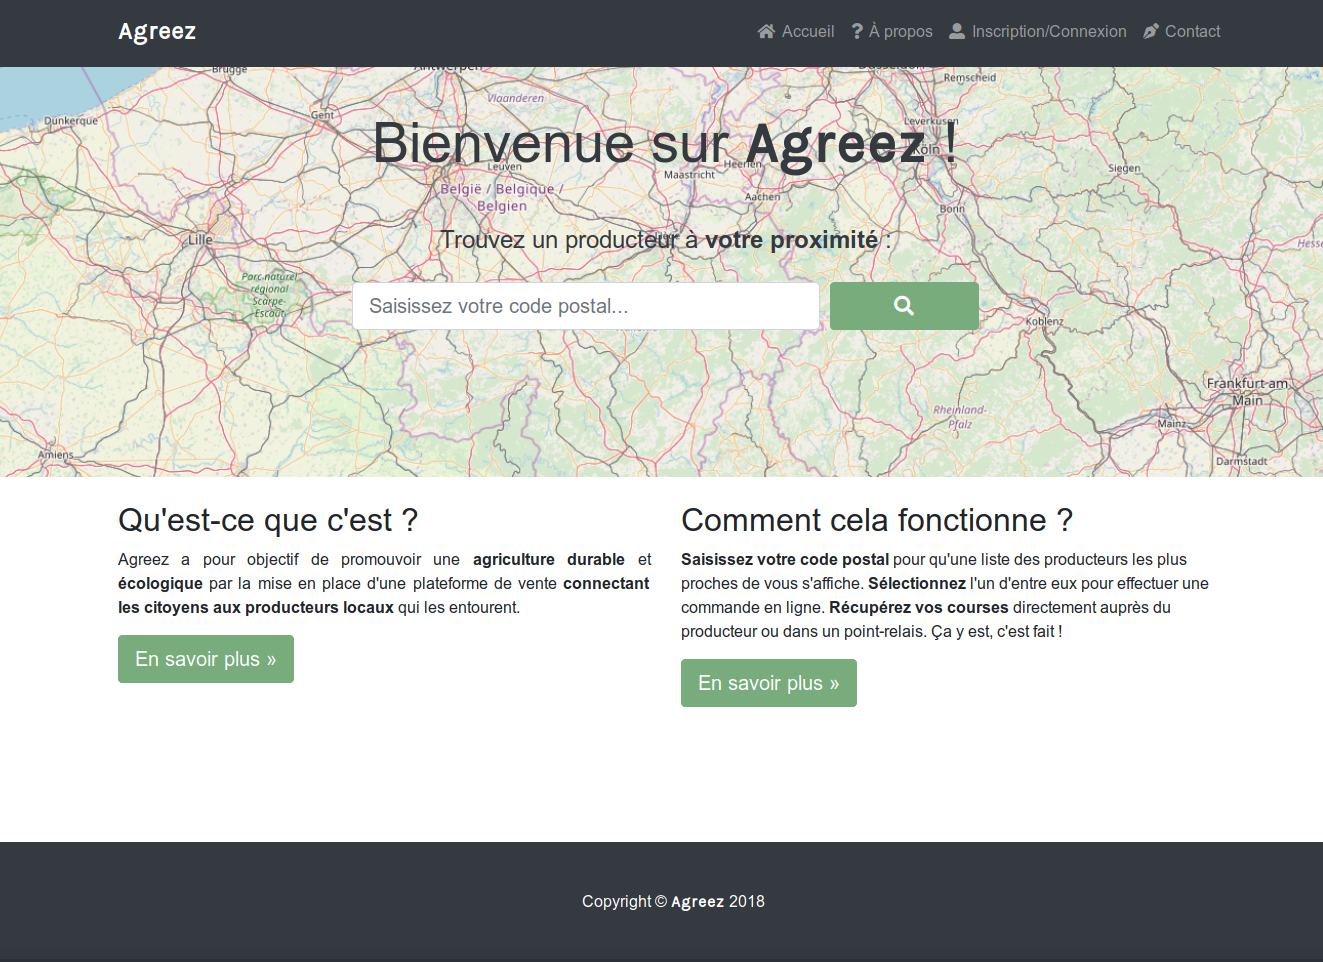 Agreez
Accueil
À propos
Inscription/Connexion
Contact
Brugge
Antwerpen
Düsseldorf
Remscheid
Vlaanderen
Dunkerque
Gent
Leverkusen
Bienvenue sur Agreez !
Köln
Leuven
Heerlen
Maastricht
Siegen
België / Belgique /
Belgien
Aachen
Bonn
Lille
Trouvez un producteur à votre proximité :
Parc naturel
régional
Scarpe-
Escaut
Saisissez votre code postal...
Koblenz
Frankfurt am
Main
Rheinland-
Pfalz
Mainz
Amiens
Darmstadt
Qu'est-ce que c'est ?
Agreez a pour objectif de promouvoir une agriculture durable et
écologique par la mise en place d'une plateforme de vente connectant
les citoyens aux producteurs locaux qui les entourent.
En savoir plus »
Comment cela fonctionne ?
Saisissez votre code postal pour qu'une liste des producteurs les plus
proches de vous s'affiche. Sélectionnez l'un d'entre eux pour effectuer une
commande en ligne. Récupérez vos courses directement auprès du
producteur ou dans un point-relais. Ça y est, c'est fait !
En savoir plus »
Copyright © Agreez 2018